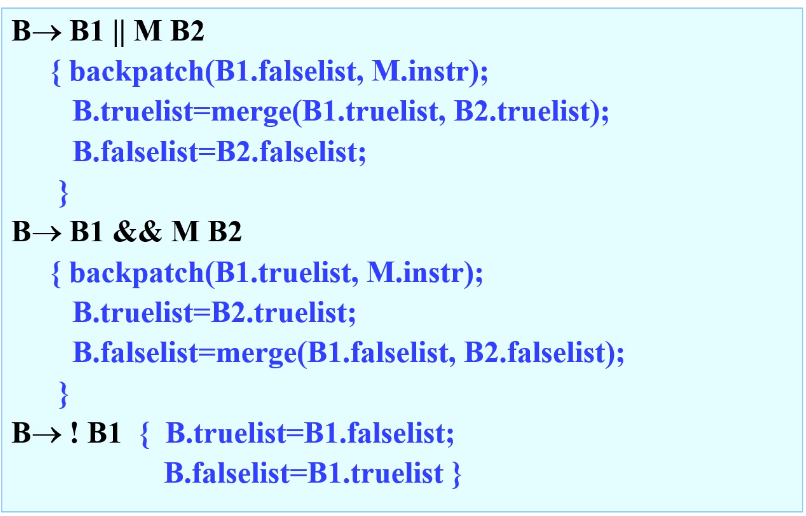 B→ B1 || M B2
{ backpatch(B1.falselist, M.instr);
B.truelist=merge(B1.truelist, B2.truelist);
B.falselist=B2.falselist;
}
B→ B1 && M B2
{ backpatch(B1.truelist, M.instr);
B.truelist=B2.truelist;
B.falselist=merge(B1.falselist, B2.falselist);
}
B→ ! B1 { B.truelist=B1.falselist;
B.falselist=B1.truelist }